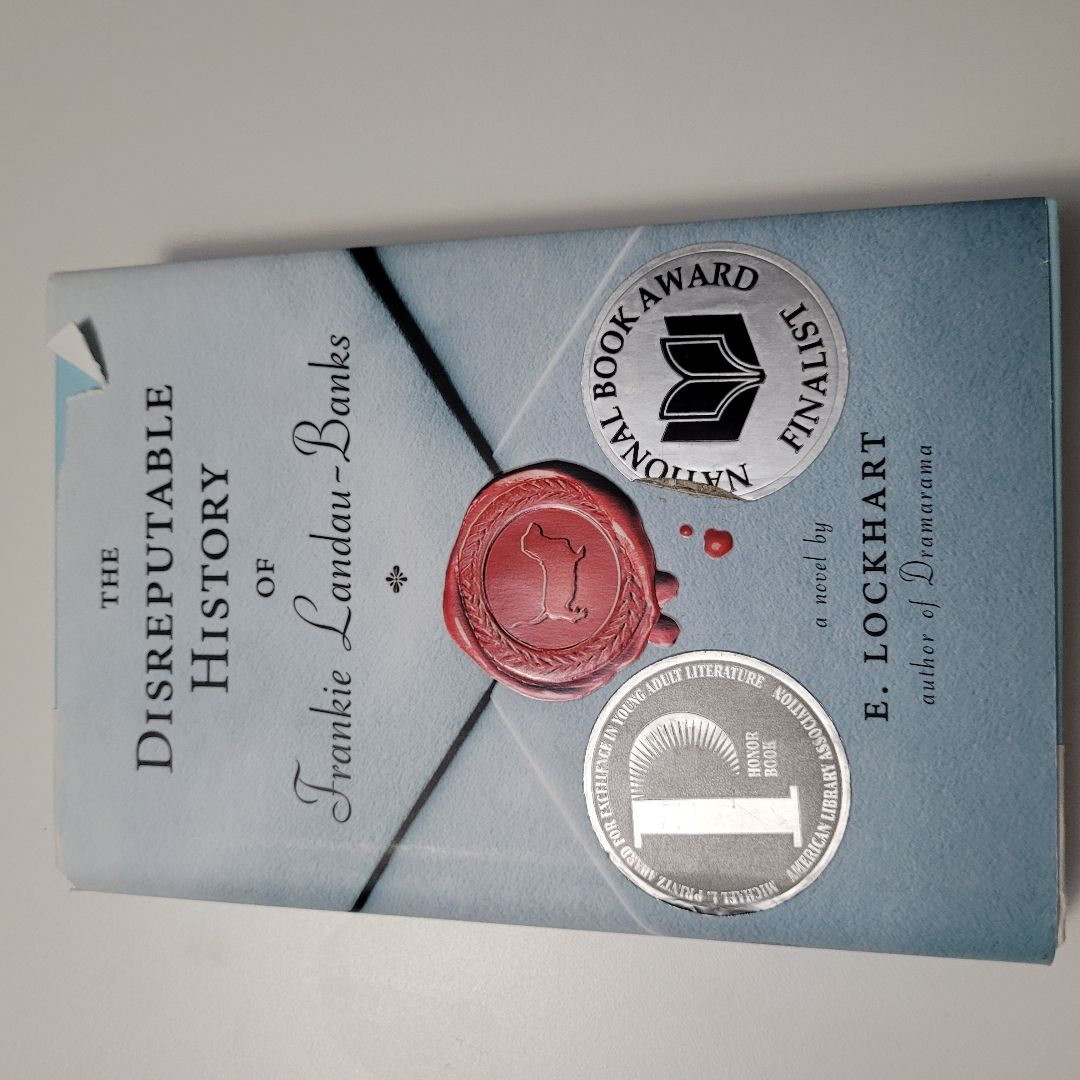 THE
DISREPUTABLE
HISTORY
OF
Frankie Landau-Banks
NATIONAL BOOK AWARD
FINALIST
MICHAEL L. PRINTZ AWARD FOR EXCELLENCE IN YOUNG ADULT LITERATURE
AMERICAN LIBRARY ASSOCIATION
P
HONOR
BOOK
a novel by
E. LOCKHART
author of Dramarama